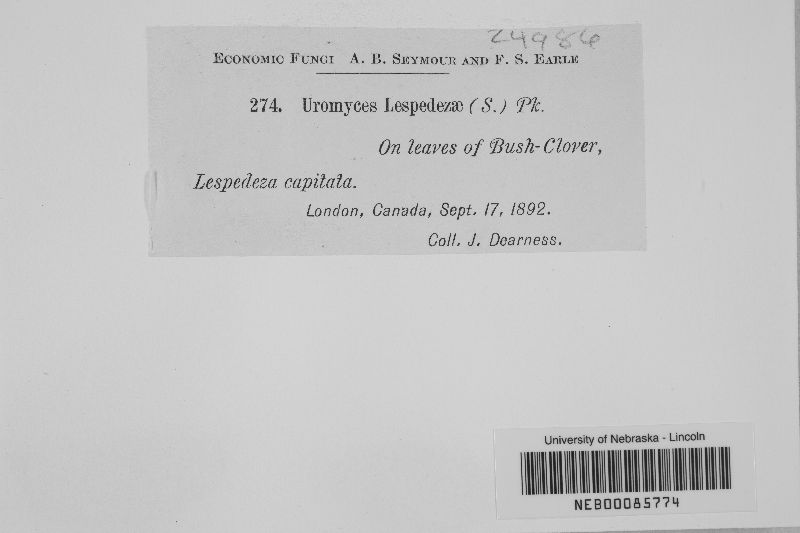 24986
Economic Fungi A. B. Seymour and F. S. Earle
274. Uromyces Lespedezæ (S.) Pk.
On leaves of Bush-Clover,
Lespedeza capitata.
London, Canada, Sept. 17, 1892.
Coll. J. Dearness.
University of Nebraska - Lincoln
NEB00085774